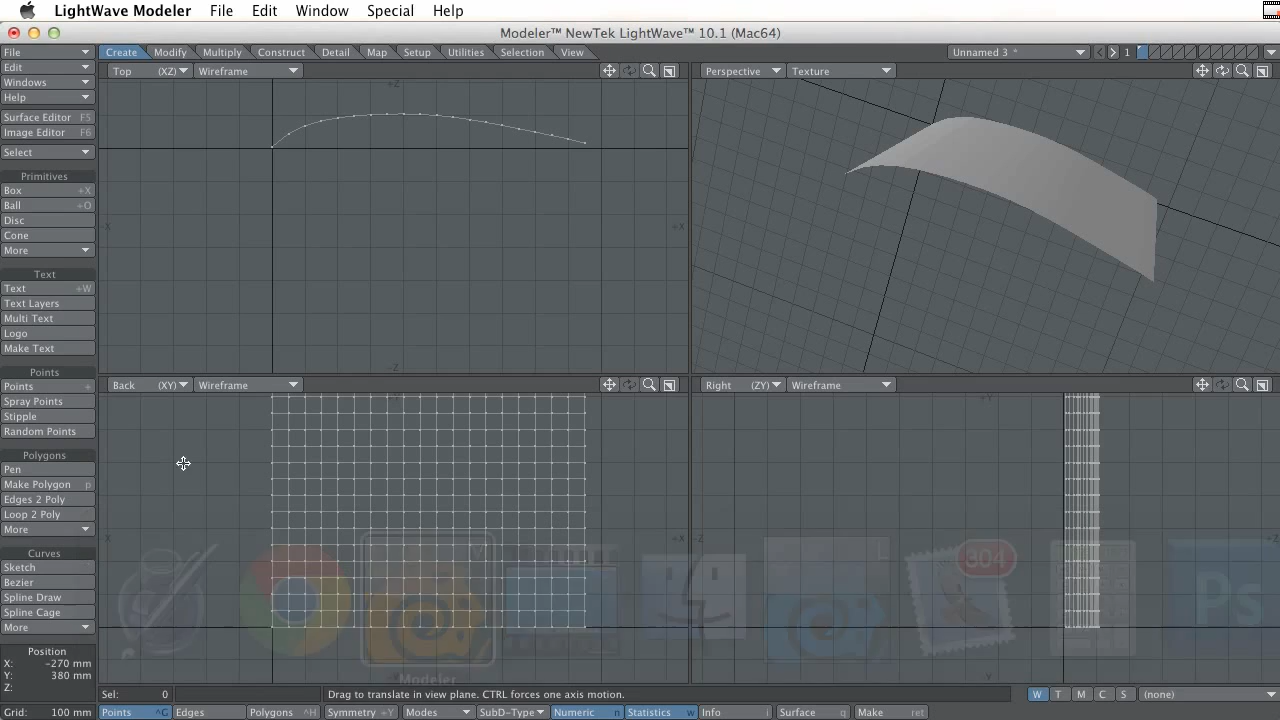 LightWave Modeler File Edit Window Special Help
Modeler™ NewTek LightWave™ 10.1 (Mac64)
File
Edit
Windows
Help
Surface Editor F5
Image Editor F6
Select
Primitives
Box +X
Ball +O
Disc
Cone
More
Text
Text +W
Text Layers
Multi Text
Logo
Make Text
Points
Points +
Spray Points
Stipple
Random Points
Polygons
Pen
Make Polygon p
Edges 2 Poly
Loop 2 Poly
More
Curves
Sketch
Bezier
Spline Draw
Spline Cage
More
Position
X: -270 mm
Y: 380 mm
Z:
Grid: 100 mm
Create Modify Multiply Construct Detail Map Setup Utilities Selection View Unnamed 3 * 1
Top (XZ) Wireframe
Perspective Texture
+Z
-X +X
-Z
Back (XY) Wireframe
Right (ZY) Wireframe
+Y
+Y
-X +X
-Z +Z
304
Ps
Modeler
-Y
Sel: 0 Drag to translate in view plane. CTRL forces one axis motion. W T M C S (none)
Points ^G Edges Polygons ^H Symmetry +Y Modes SubD-Type Numeric n Statistics w Info i Surface q Make ret